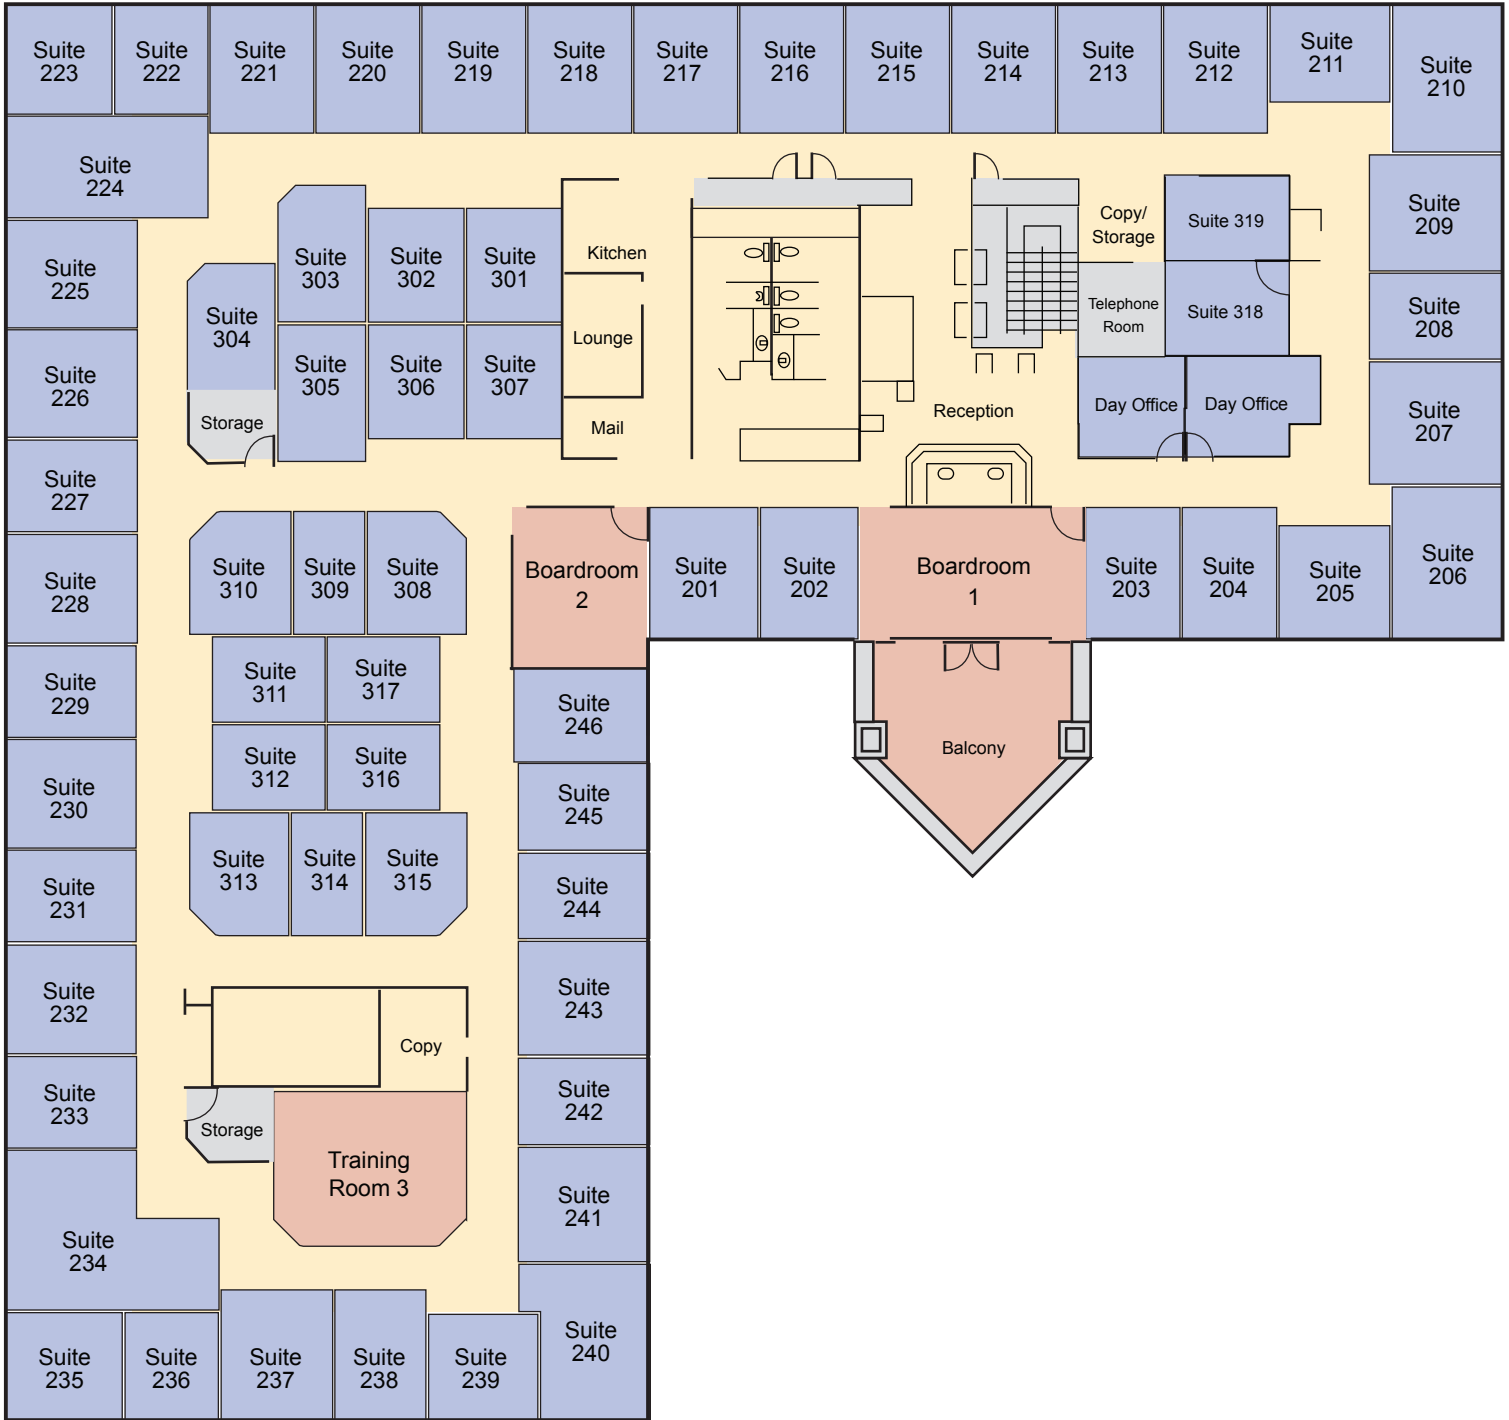 Suite
223
Suite
222
Suite
221
Suite
220
Suite
219
Suite
218
Suite
217
Suite
216
Suite
215
Suite
214
Suite
213
Suite
212
Suite
211
Suite
210
Suite
224
Suite
209
Suite
225
Suite
303
Suite
302
Suite
301
Kitchen
Copy/
Storage
Suite 319
Suite
304
Lounge
Telephone
Room
Suite 318
Suite
208
Suite
226
Suite
305
Suite
306
Suite
307
Storage
Mail
Reception
Day Office
Day Office
Suite
207
Suite
227
Suite
228
Suite
310
Suite
309
Suite
308
Boardroom
2
Suite
201
Suite
202
Boardroom
1
Suite
203
Suite
204
Suite
205
Suite
206
Suite
229
Suite
311
Suite
317
Suite
246
Balcony
Suite
230
Suite
312
Suite
316
Suite
245
Suite
231
Suite
313
Suite
314
Suite
315
Suite
244
Suite
232
Copy
Suite
243
Suite
233
Storage
Suite
242
Training
Room 3
Suite
241
Suite
234
Suite
235
Suite
236
Suite
237
Suite
238
Suite
239
Suite
240